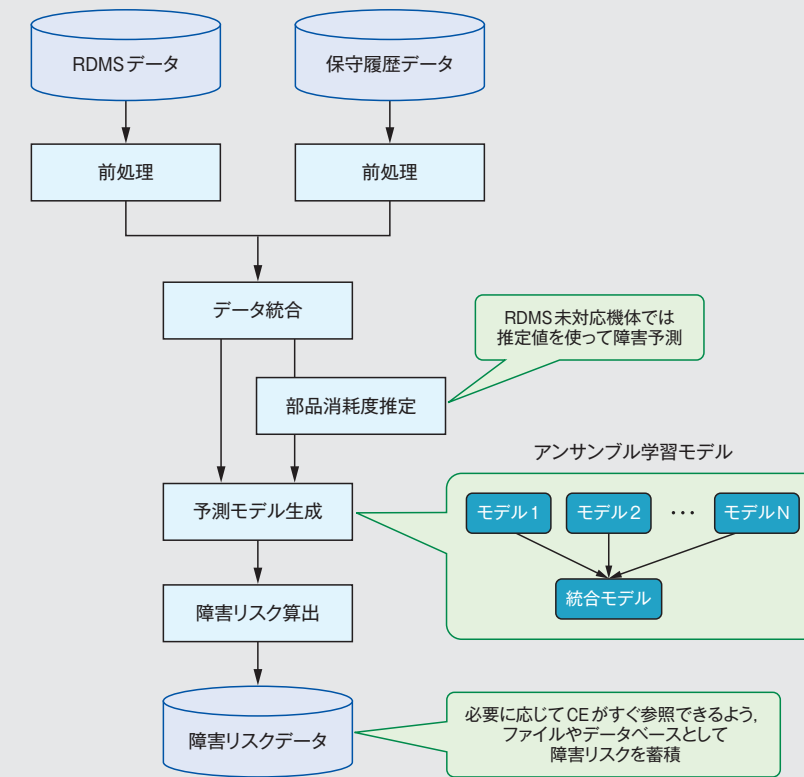 RDMSデータ
保守履歴データ
前処理
前処理
データ統合
RDMS未対応機体では
推定値を使って障害予測
部品消耗度推定
アンサンブル学習モデル
予測モデル生成
モデル1
モデル2
…
モデルN
統合モデル
障害リスク算出
障害リスクデータ
必要に応じてCEがすぐ参照できるよう,
ファイルやデータベースとして
障害リスクを蓄積